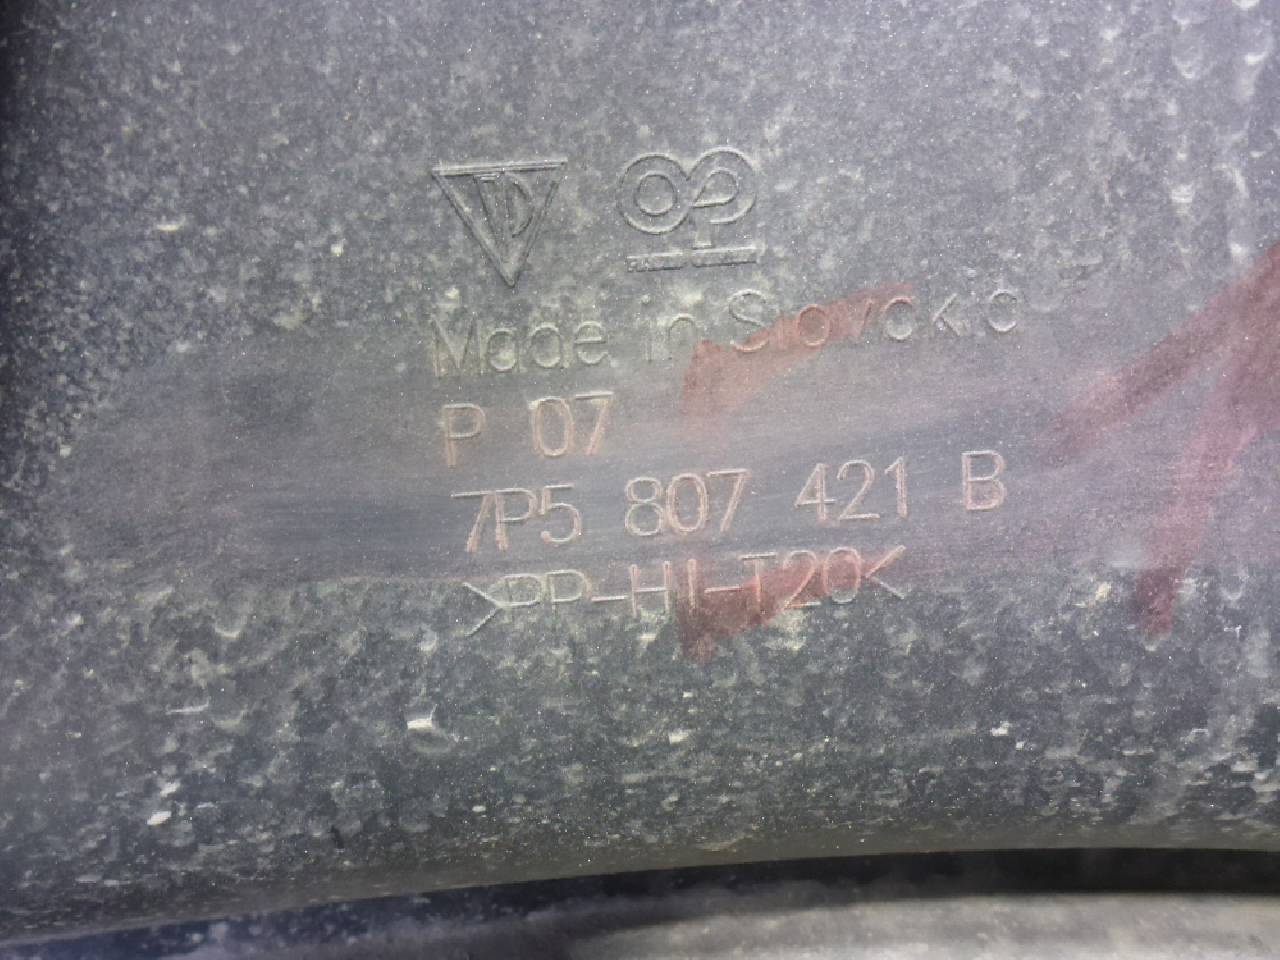 Made in Slovakia
P 07
7P5 807 421 B
>PP-HI-T20<